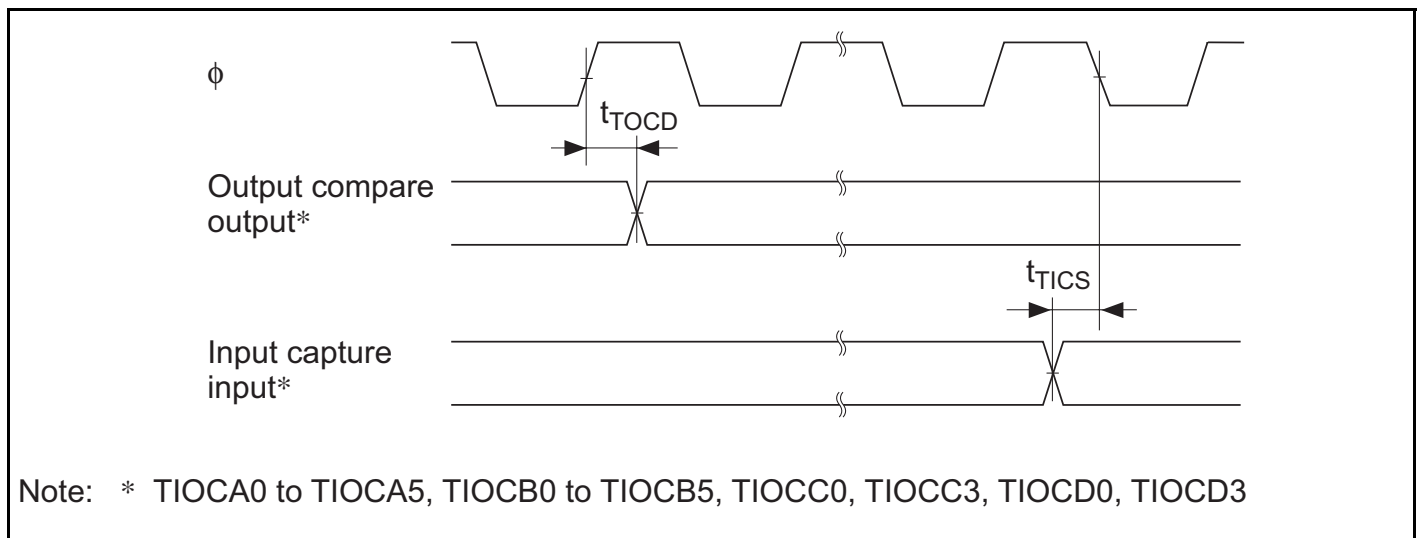 ϕ
tTOCD
Output compare
output*
tTICS
Input capture
input*
Note: * TIOCA0 to TIOCA5, TIOCB0 to TIOCB5, TIOCC0, TIOCC3, TIOCD0, TIOCD3